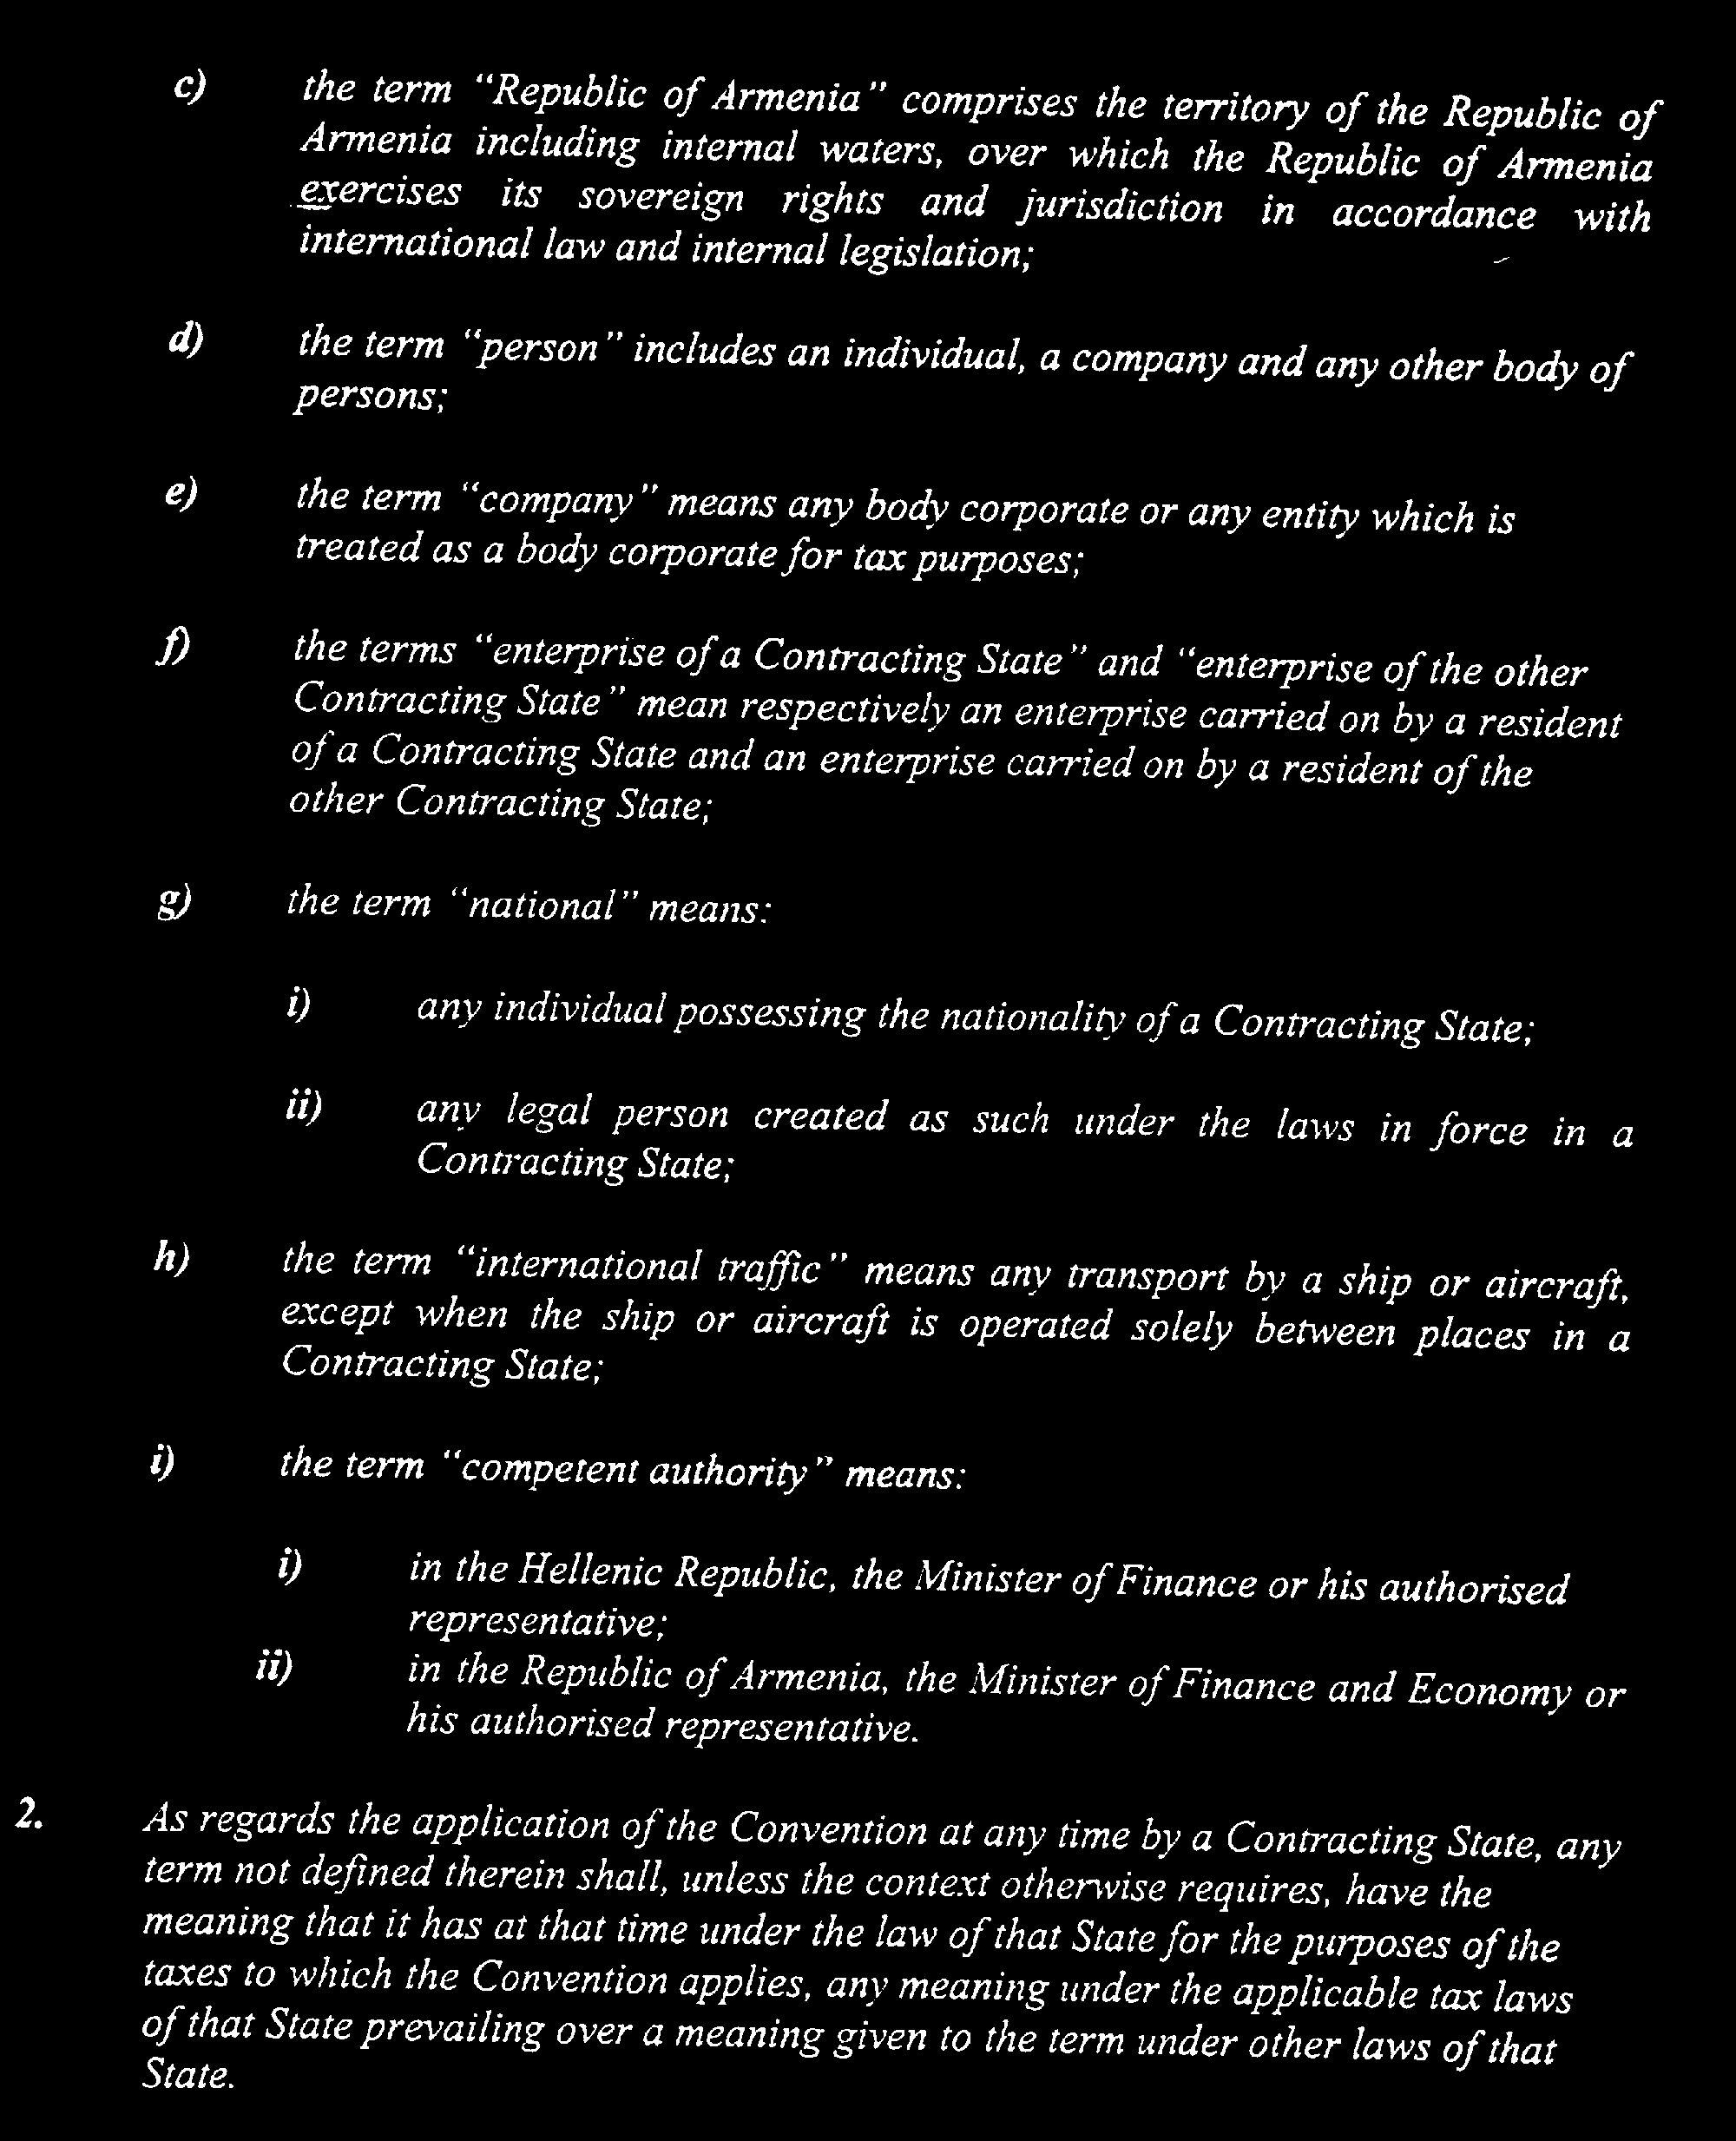 c) the term “Republic of Armenia” comprises the territory of the Republic of
Armenia including internal waters, over which the Republic of Armenia
exercises its sovereign rights and jurisdiction in accordance with
international law and internal legislation;
d) the term “person” includes an individual, a company and any other body of
persons;
e) the term “company” means any body corporate or any entity which is
treated as a body corporate for tax purposes;
f) the terms “enterprise of a Contracting State” and “enterprise of the other
Contracting State” mean respectively an enterprise carried on by a resident
of a Contracting State and an enterprise carried on by a resident of the
other Contracting State;
g) the term “national” means:
i) any individual possessing the nationality of a Contracting State;
ii) any legal person created as such under the laws in force in a
Contracting State;
h) the term “international traffic” means any transport by a ship or aircraft,
except when the ship or aircraft is operated solely between places in a
Contracting State;
i) the term “competent authority” means:
i) in the Hellenic Republic, the Minister of Finance or his authorised
representative;
ii) in the Republic of Armenia, the Minister of Finance and Economy or
his authorised representative.
2. As regards the application of the Convention at any time by a Contracting State, any
term not defined therein shall, unless the context otherwise requires, have the
meaning that it has at that time under the law of that State for the purposes of the
taxes to which the Convention applies, any meaning under the applicable tax laws
of that State prevailing over a meaning given to the term under other laws of that
State.